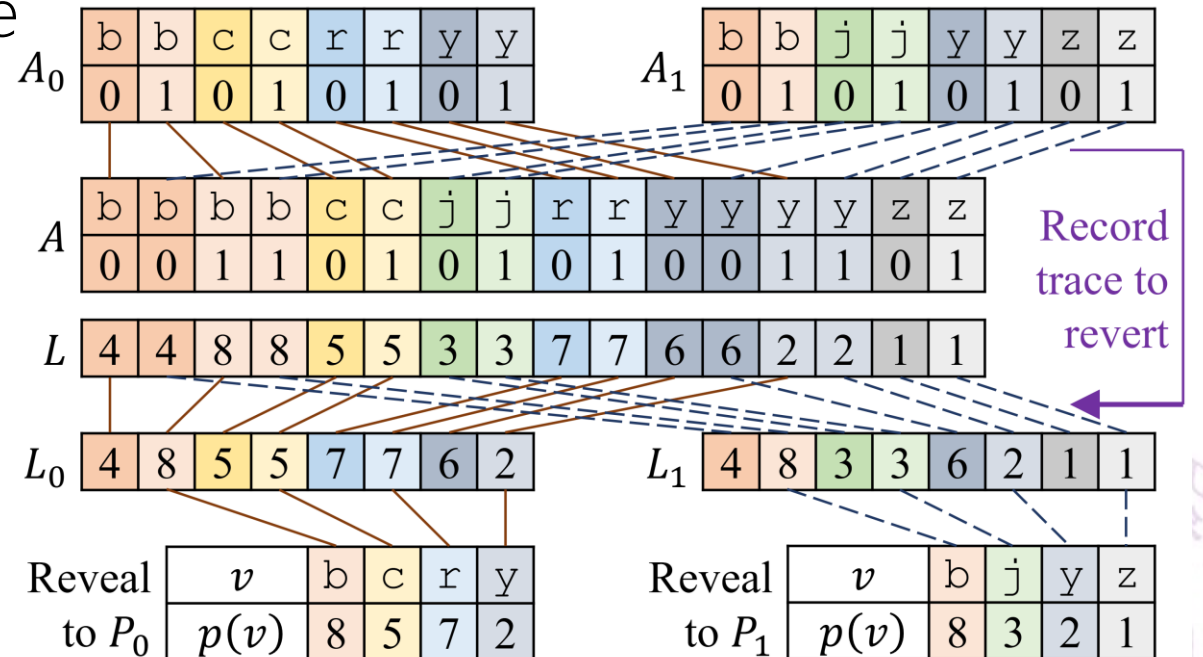 e
A₀ b b c c r r y y
0 1 0 1 0 1 0 1
A₁ b b j j y y z z
0 1 0 1 0 1 0 1
A b b b b c c j j r r y y y y z z
0 0 1 1 0 1 0 1 0 1 0 0 1 1 0 1
Record
trace to
revert
L 4 4 8 8 5 5 3 3 7 7 6 6 2 2 1 1
L₀ 4 8 5 5 7 7 6 2
L₁ 4 8 3 3 6 2 1 1
Reveal v b c r y
to P₀ p(v) 8 5 7 2
Reveal v b j y z
to P₁ p(v) 8 3 2 1